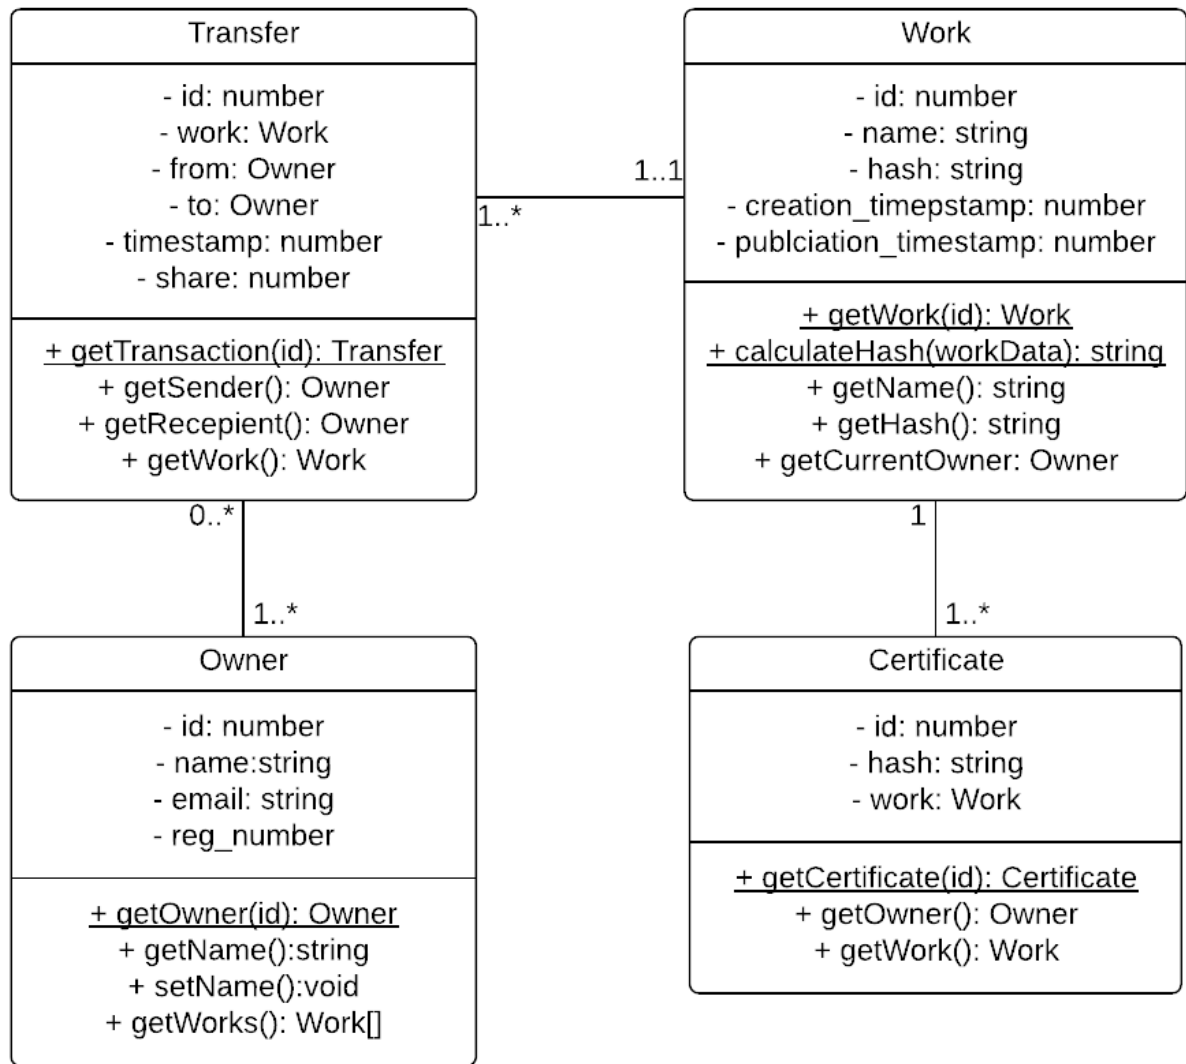 Transfer
- id: number
- work: Work
- from: Owner
- to: Owner
- timestamp: number
- share: number
+ getTransaction(id): Transfer
+ getSender(): Owner
+ getRecepient(): Owner
+ getWork(): Work
1..1
1..*
Work
- id: number
- name: string
- hash: string
- creation_timepstamp: number
- publciation_timestamp: number
+ getWork(id): Work
+ calculateHash(workData): string
+ getName(): string
+ getHash(): string
+ getCurrentOwner: Owner
0..*
1..*
1
1..*
Owner
- id: number
- name:string
- email: string
- reg_number
+ getOwner(id): Owner
+ getName():string
+ setName():void
+ getWorks(): Work[]
Certificate
- id: number
- hash: string
- work: Work
+ getCertificate(id): Certificate
+ getOwner(): Owner
+ getWork(): Work